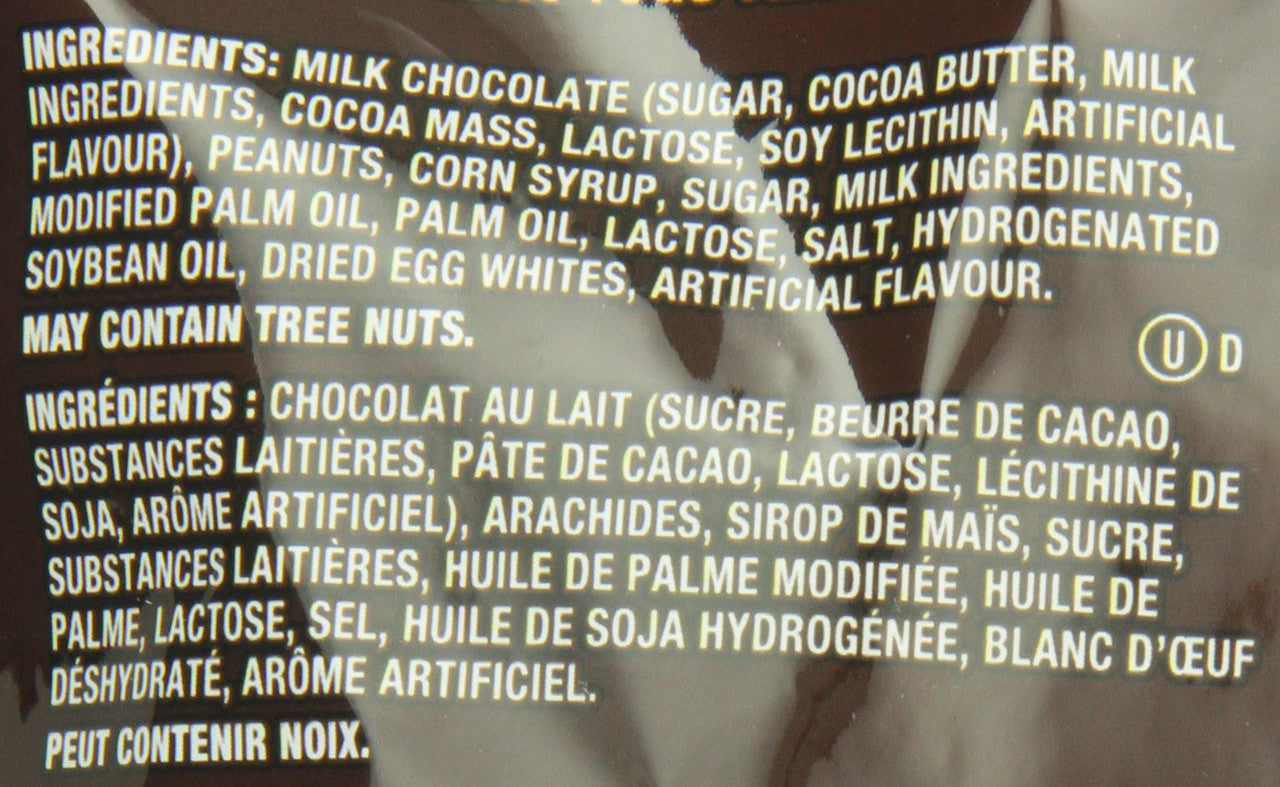 INGREDIENTS: MILK CHOCOLATE (SUGAR, COCOA BUTTER, MILK
INGREDIENTS, COCOA MASS, LACTOSE, SOY LECITHIN, ARTIFICIAL
FLAVOUR), PEANUTS, CORN SYRUP, SUGAR, MILK INGREDIENTS,
MODIFIED PALM OIL, PALM OIL, LACTOSE, SALT, HYDROGENATED
SOYBEAN OIL, DRIED EGG WHITES, ARTIFICIAL FLAVOUR.
MAY CONTAIN TREE NUTS.
U D
INGRÉDIENTS : CHOCOLAT AU LAIT (SUCRE, BEURRE DE CACAO,
SUBSTANCES LAITIÈRES, PÂTE DE CACAO, LACTOSE, LÉCITHINE DE
SOJA, ARÔME ARTIFICIEL), ARACHIDES, SIROP DE MAÏS, SUCRE,
SUBSTANCES LAITIÈRES, HUILE DE PALME MODIFIÉE, HUILE DE
PALME, LACTOSE, SEL, HUILE DE SOJA HYDROGÉNÉE, BLANC D'ŒUF
DÉSHYDRATÉ, ARÔME ARTIFICIEL.
PEUT CONTENIR NOIX.